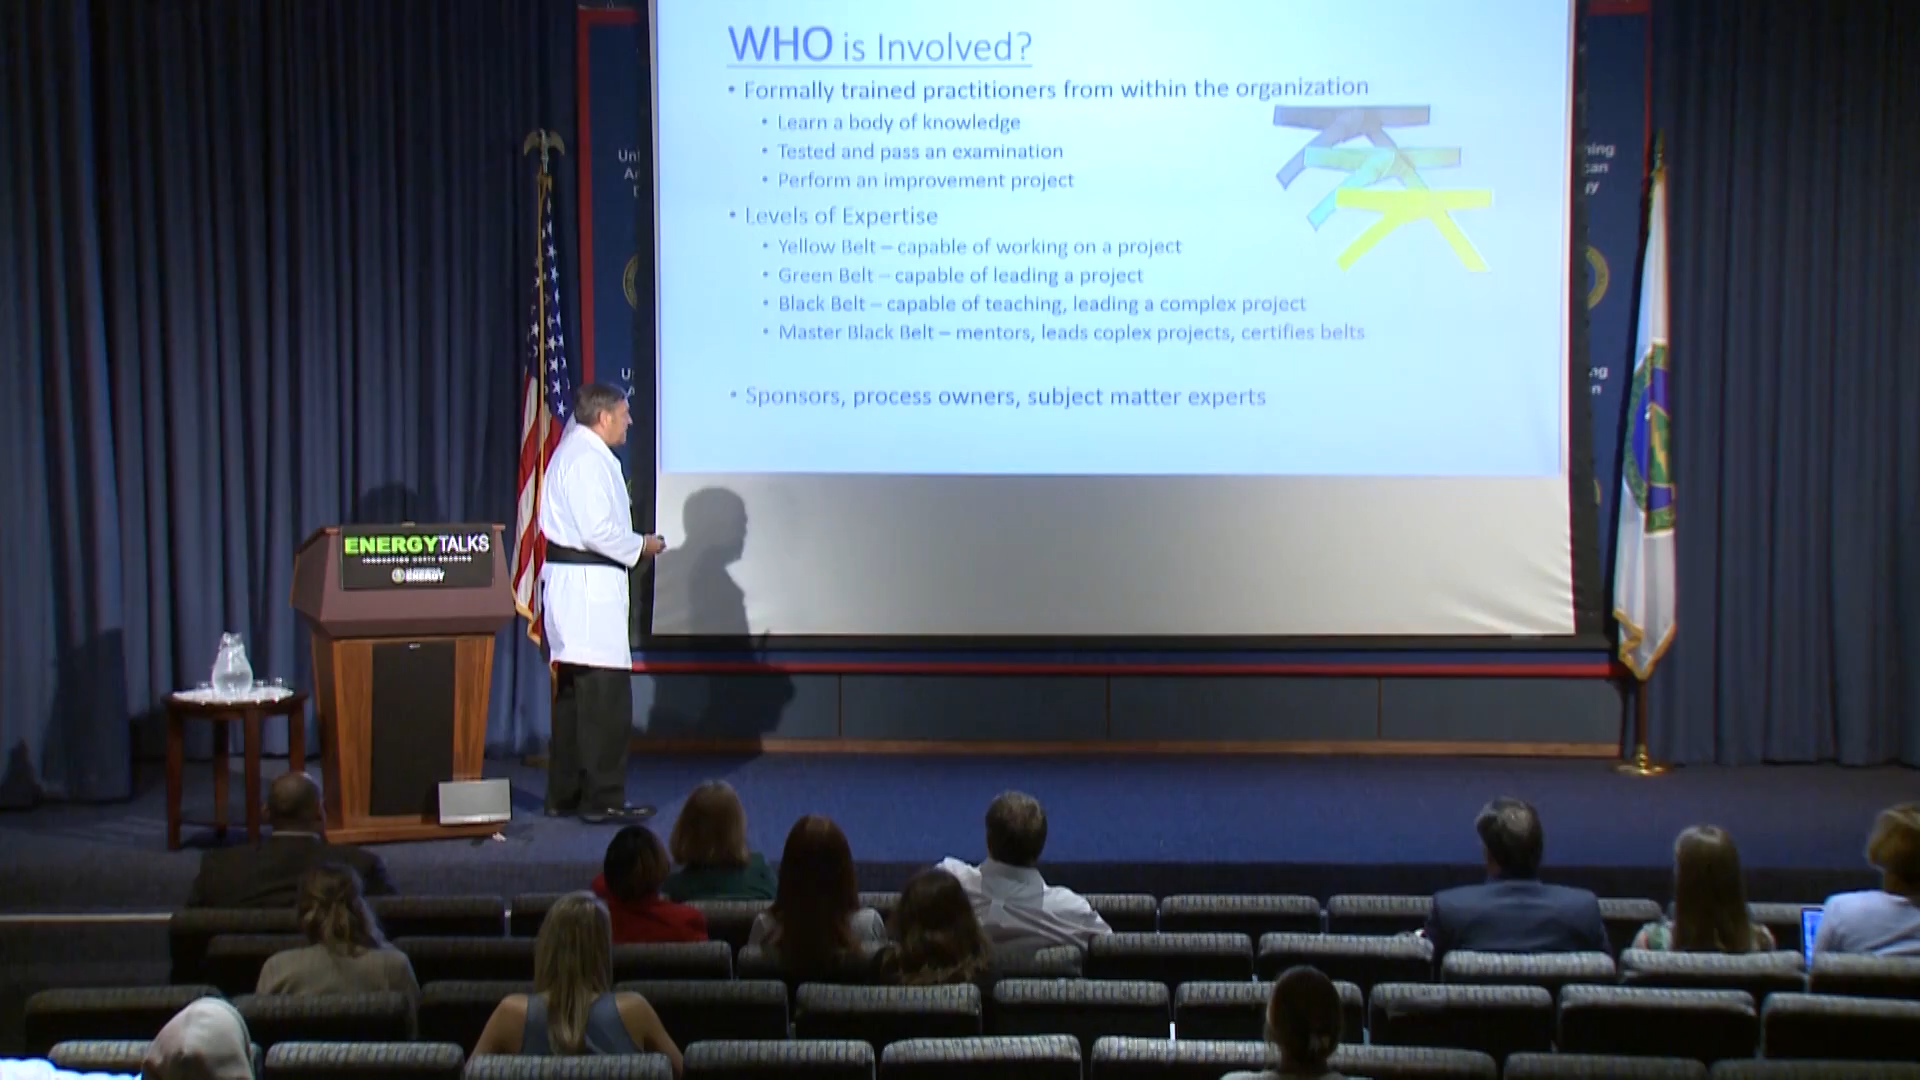 WHO is Involved?
• Formally trained practitioners from within the organization
• Learn a body of knowledge
• Tested and pass an examination
• Perform an improvement project
• Levels of Expertise
• Yellow Belt – capable of working on a project
• Green Belt – capable of leading a project
• Black Belt – capable of teaching, leading a complex project
• Master Black Belt – mentors, leads coplex projects, certifies belts
• Sponsors, process owners, subject matter experts
ENERGYTALKS
ENERGY